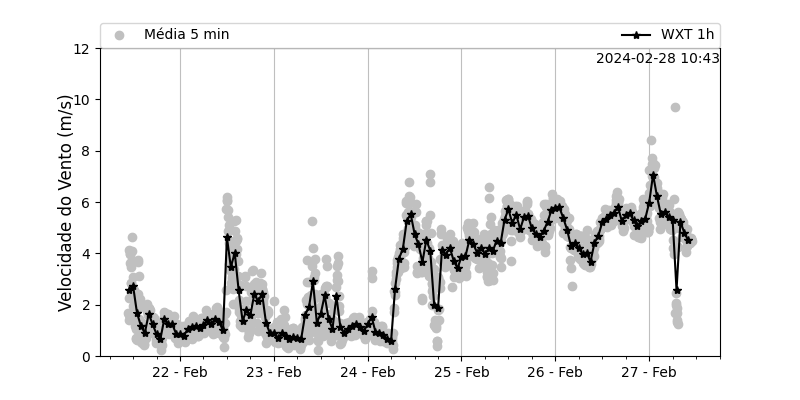 Média 5 min
WXT 1h
2024-02-28 10:43
Velocidade do Vento (m/s)
12
10
8
6
4
2
0
22 - Feb
23 - Feb
24 - Feb
25 - Feb
26 - Feb
27 - Feb